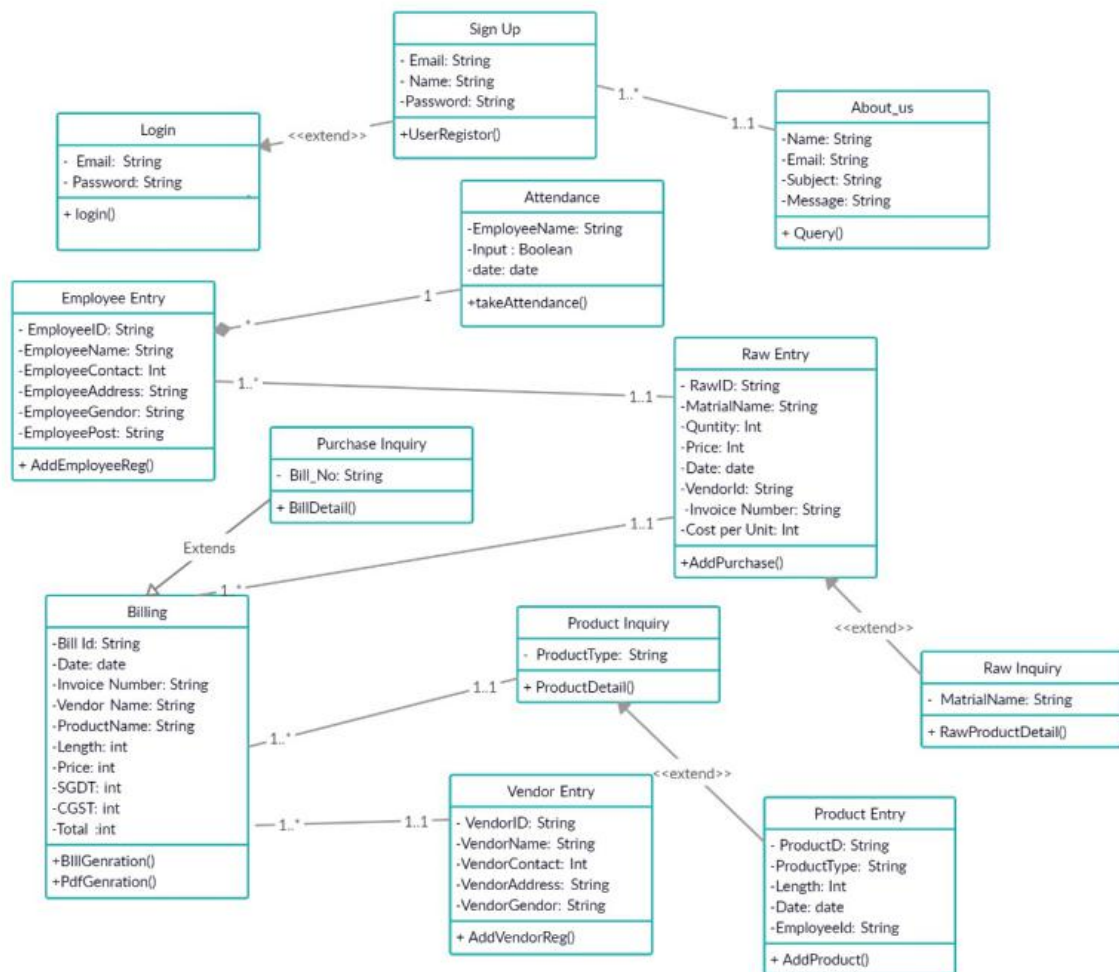 Sign Up
- Email: String
- Name: String
-Password: String
+UserRegistor()
1..*
1..1
About_us
-Name: String
-Email: String
-Subject: String
-Message: String
+ Query()
<<extend>>
Login
- Email: String
- Password: String
+ login()
Attendance
-EmployeeName: String
-Input : Boolean
-date: date
+takeAttendance()
*
1
Employee Entry
- EmployeeID: String
-EmployeeName: String
-EmployeeContact: Int
-EmployeeAddress: String
-EmployeeGendor: String
-EmployeePost: String
+ AddEmployeeReg()
1..*
1..1
Raw Entry
- RawID: String
-MatrialName: String
-Quntity: Int
-Price: Int
-Date: date
-VendorId: String
-Invoice Number: String
-Cost per Unit: Int
+AddPurchase()
Purchase Inquiry
- Bill_No: String
+ BillDetail()
Extends
1..*
1..1
Billing
-Bill Id: String
-Date: date
-Invoice Number: String
-Vendor Name: String
-ProductName: String
-Length: int
-Price: int
-SGDT: int
-CGST: int
-Total :int
+BIllGenration()
+PdfGenration()
Product Inquiry
- ProductType: String
+ ProductDetail()
1..*
1..1
<<extend>>
Raw Inquiry
- MatrialName: String
+ RawProductDetail()
<<extend>>
1..*
1..1
Vendor Entry
- VendorID: String
-VendorName: String
-VendorContact: Int
-VendorAddress: String
-VendorGendor: String
+ AddVendorReg()
Product Entry
- ProductD: String
-ProductType: String
-Length: Int
-Date: date
-EmployeeId: String
+ AddProduct()